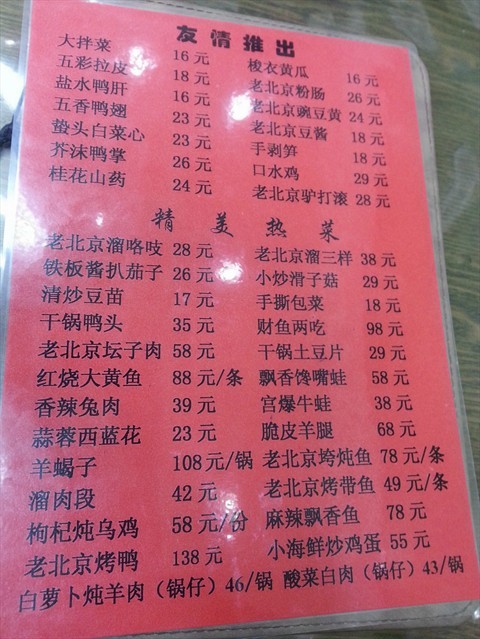 友情推出
大拌菜 16元 梭衣黄瓜 16元
五彩拉皮 18元 老北京粉肠 26元
盐水鸭肝 16元 老北京豌豆黄 24元
五香鸭翅 23元 老北京豆酱 18元
蛰头白菜心 23元 手剥笋 18元
芥沫鸭掌 26元 口水鸡 29元
桂花山药 24元 老北京驴打滚 28元
精美热菜
老北京溜咯吱 28元 老北京溜三样 38元
铁板酱扒茄子 26元 小炒滑子菇 29元
清炒豆苗 17元 手撕包菜 18元
干锅鸭头 35元 财鱼两吃 98元
老北京坛子肉 58元 干锅土豆片 29元
红烧大黄鱼 88元/条 飘香馋嘴蛙 58元
香辣兔肉 39元 宫爆牛蛙 38元
蒜蓉西蓝花 23元 脆皮羊腿 68元
羊蝎子 108元/锅 老北京垮炖鱼 78元/条
溜肉段 42元 老北京烤带鱼 49元/条
枸杞炖乌鸡 58元/份 麻辣飘香鱼 78元
老北京烤鸭 138元 小海鲜炒鸡蛋 55元
白萝卜炖羊肉（锅仔）46/锅 酸菜白肉（锅仔）43/锅